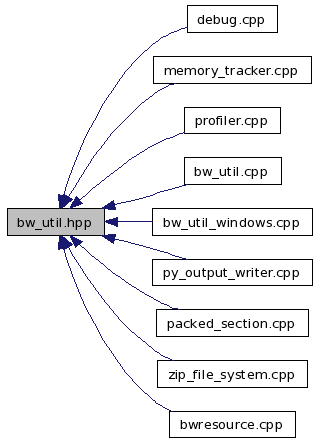 debug.cpp
memory_tracker.cpp
profiler.cpp
bw_util.cpp
bw_util.hpp
bw_util_windows.cpp
py_output_writer.cpp
packed_section.cpp
zip_file_system.cpp
bwresource.cpp